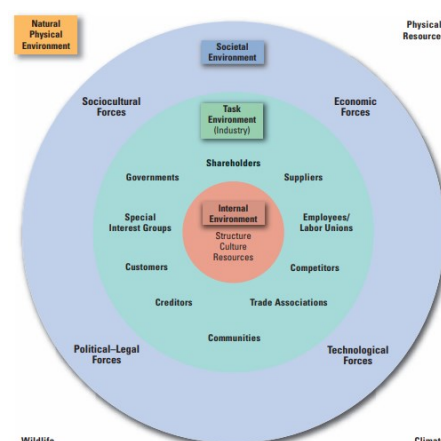 Natural
Physical
Environment
Physical
Resource
Societal
Environment
Sociocultural
Forces
Economic
Forces
Task
Environment
(Industry)
Shareholders
Governments
Suppliers
Special
Interest Groups
Internal
Environment
Structure
Culture
Resources
Employees/
Labor Unions
Customers
Competitors
Creditors
Trade Associations
Communities
Political–Legal
Forces
Technological
Forces
Wildlife
Climat